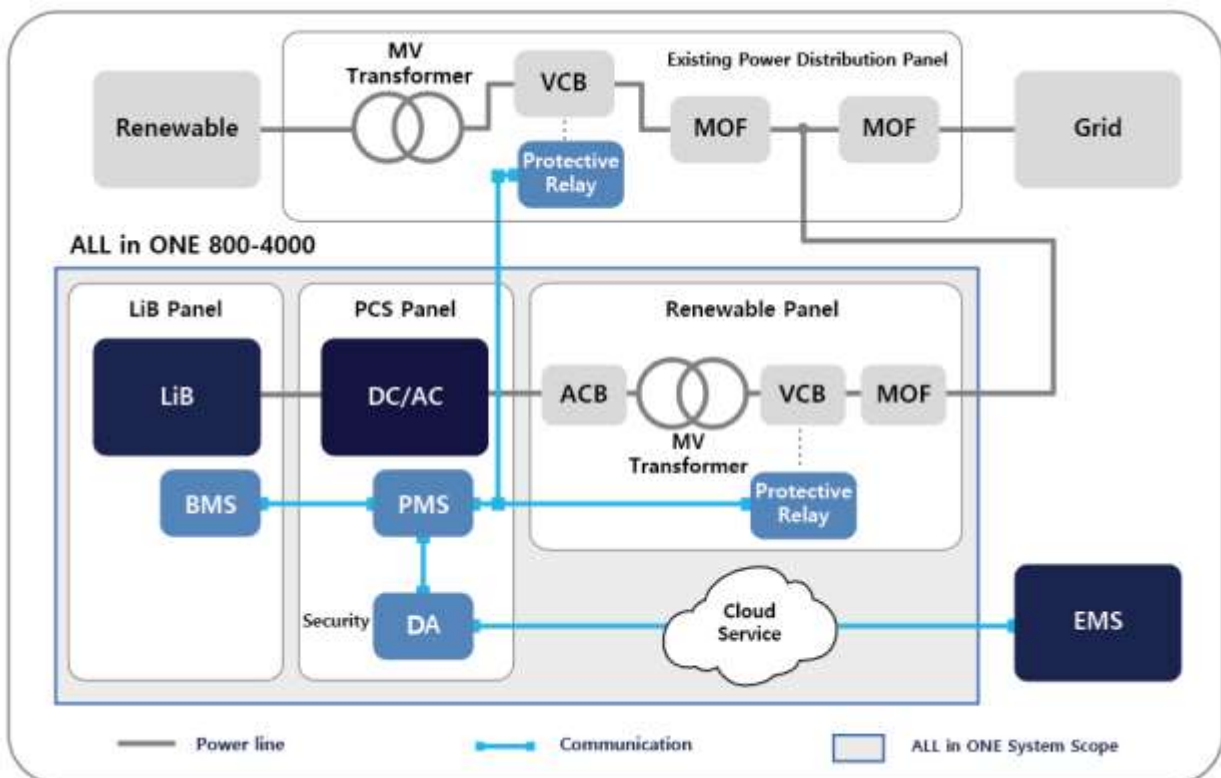 MV
Transformer
VCB
Existing Power Distribution Panel
Renewable
MOF
MOF
Grid
Protective
Relay
ALL in ONE 800-4000
LiB Panel
PCS Panel
Renewable Panel
LiB
DC/AC
ACB
VCB
MOF
MV
Transformer
BMS
PMS
Protective
Relay
Security
DA
Cloud
Service
EMS
Power line
Communication
ALL in ONE System Scope